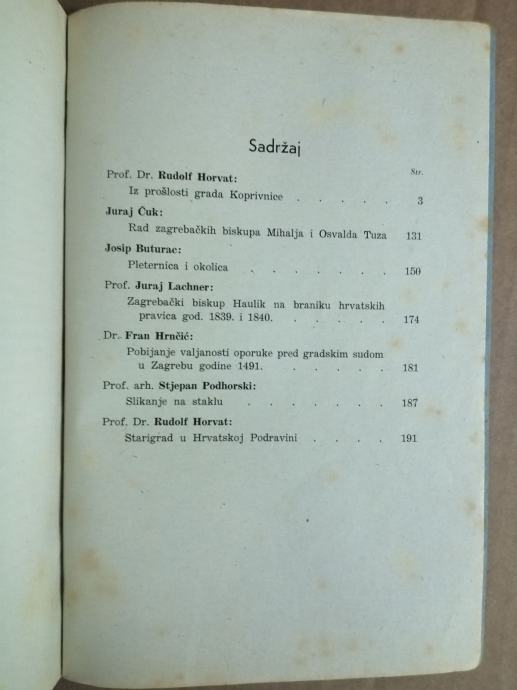 Sadržaj
Str.
Prof. Dr. Rudolf Horvat:
Iz prošlosti grada Koprivnice . . . . . 3
Juraj Ćuk:
Rad zagrebačkih biskupa Mihalja i Osvalda Tuza 131
Josip Buturac:
Pleternica i okolica . . . . . . . 150
Prof. Juraj Lachner:
Zagrebački biskup Haulik na braniku hrvatskih
pravica god. 1839. i 1840. . . . . . 174
Dr. Fran Hrnčić:
Pobijanje valjanosti oporuke pred gradskim sudom
u Zagrebu godine 1491. . . . . . 181
Prof. arh. Stjepan Podhorski:
Slikanje na staklu . . . . . . . 187
Prof. Dr. Rudolf Horvat:
Starigrad u Hrvatskoj Podravini . . . . 191